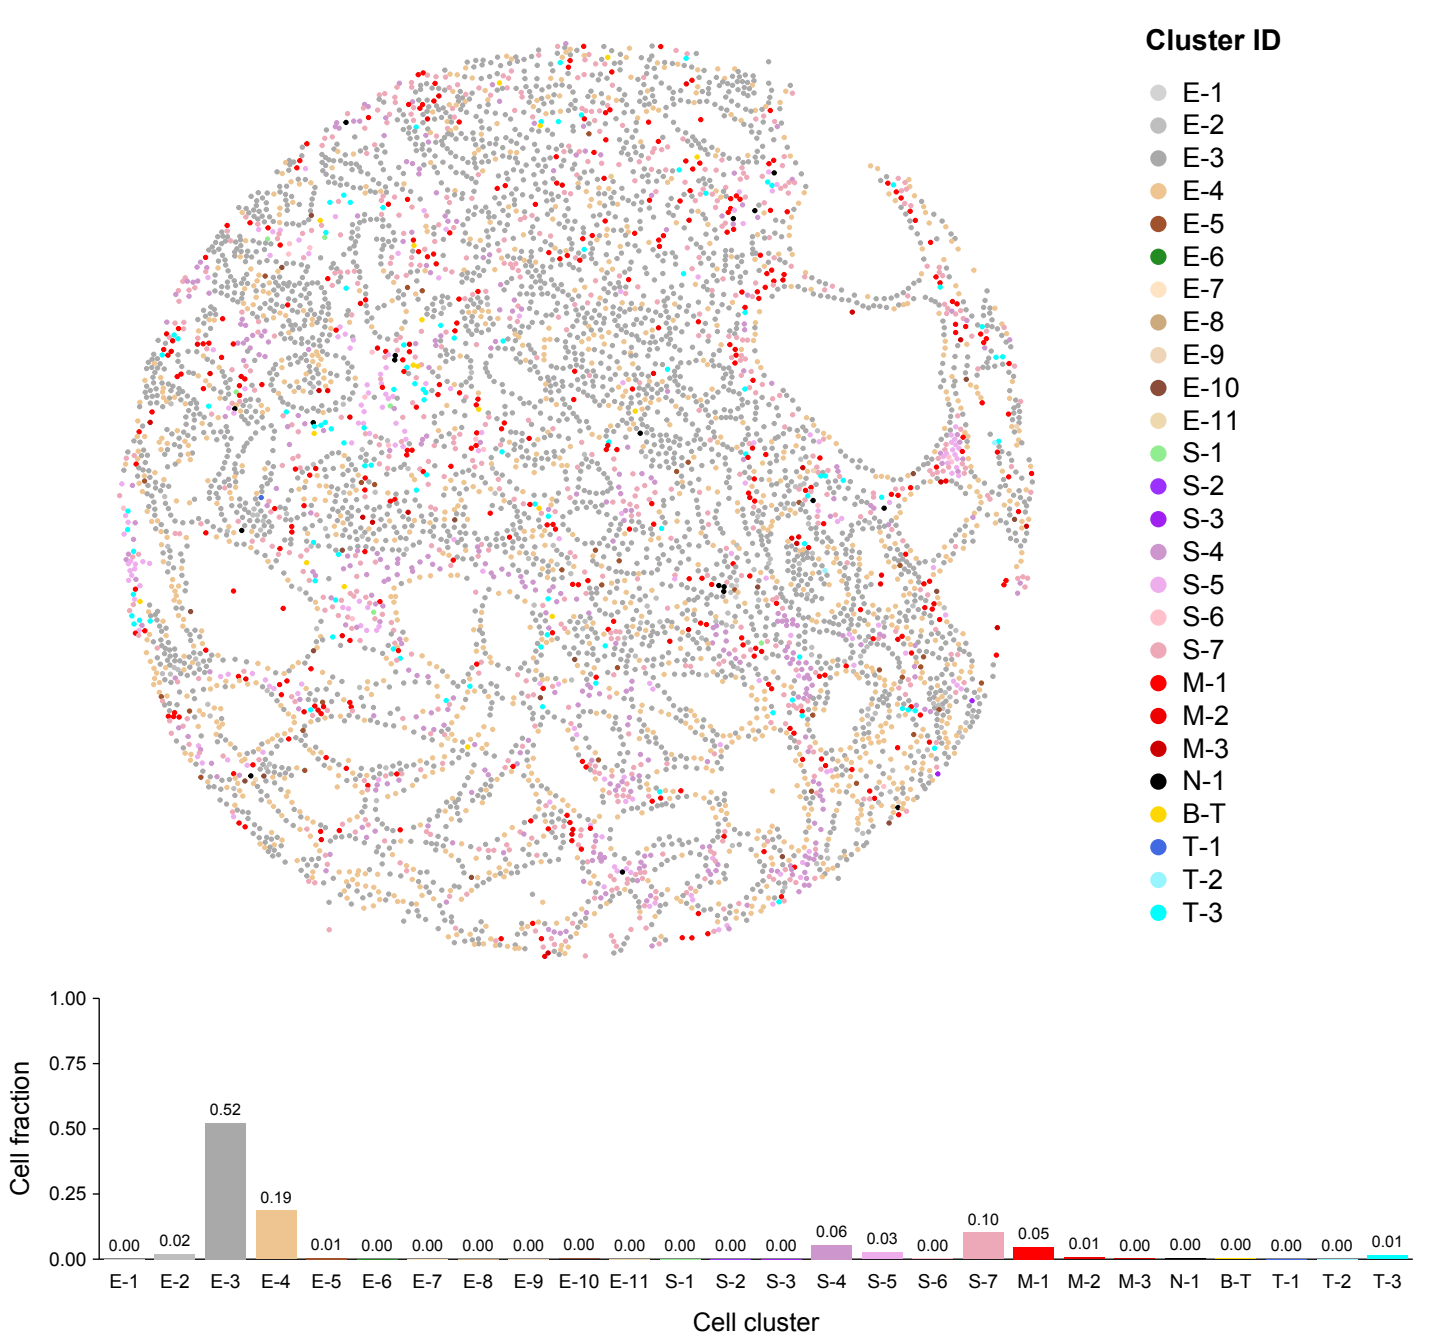 Cluster ID
E-1
E-2
E-3
E-4
E-5
E-6
E-7
E-8
E-9
E-10
E-11
S-1
S-2
S-3
S-4
S-5
S-6
S-7
M-1
M-2
M-3
N-1
B-T
T-1
T-2
T-3
1.00
0.75
0.50
0.25
0.00
Cell fraction
0.00 0.02 0.52 0.19 0.01 0.00 0.00 0.00 0.00 0.00 0.00 0.00 0.00 0.00 0.06 0.03 0.00 0.10 0.05 0.01 0.00 0.00 0.00 0.00 0.00 0.01
E-1 E-2 E-3 E-4 E-5 E-6 E-7 E-8 E-9 E-10 E-11 S-1 S-2 S-3 S-4 S-5 S-6 S-7 M-1 M-2 M-3 N-1 B-T T-1 T-2 T-3
Cell cluster